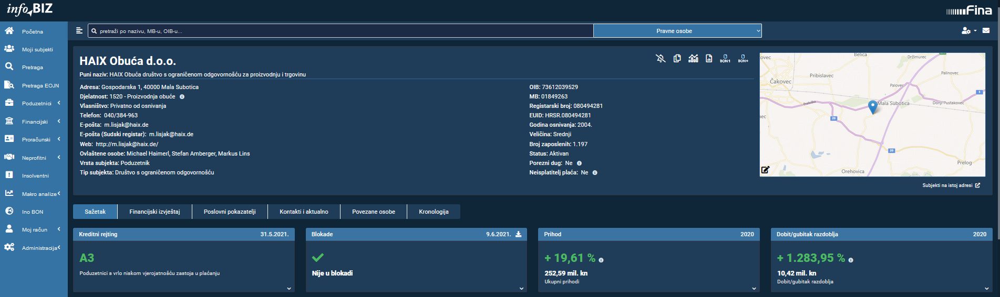 info.BIZ
Fina
Početna
Moji subjekti
Pretraga
Pretraga EOJN
Poduzetnici
Financijski
Proračunski
Neprofitni
Insolventni
Makro analize
Ino BON
Moj račun
Administracija
pretraži po nazivu, MB-u, OIB-u...
Pravne osobe
HAIX Obuća d.o.o.
BON1
BON+
Puni naziv: HAIX Obuća društvo s ograničenom odgovornošću za proizvodnju i trgovinu
Adresa: Gospodarska 1, 40000 Mala Subotica
Djelatnost: 1520 - Proizvodnja obuće
Vlasništvo: Privatno od osnivanja
Telefon: 040/384-963
E-pošta: m.lisjak@haix.de
E-pošta (Sudski registar): m.lisjak@haix.de
Web: http://m.lisjak@haix.de/
Ovlaštene osobe: Michael Haimerl, Stefan Amberger, Markus Lins
Vrsta subjekta: Poduzetnik
Tip subjekta: Društvo s ograničenom odgovornošću
OIB: 73612039529
MB: 01849263
Registarski broj: 080494281
EUID: HRSR.080494281
Godina osnivanja: 2004.
Veličina: Srednji
Broj zaposlenih: 1.197
Status: Aktivan
Porezni dug: Ne
Neisplatitelj plaća: Ne
ovec
Belica
Držimurec
Palinovec
Pribislavec
Čakovec
Palovec
3
Preloška
Mala Subotica
Donji Pustakovec
ec
20
20
Prelog
Orehovica
Subjekti na istoj adresi
Sažetak
Financijski izvještaj
Poslovni pokazatelji
Kontakti i aktualno
Povezane osobe
Kronologija
Kreditni rejting 31.5.2021.
A3
Poduzetnici s vrlo niskom vjerojatnošću zastoja u plaćanju
Blokade 9.6.2021.
Nije u blokadi
Prihod 2020
+ 19,61 %
252,59 mil. kn
Ukupni prihodi
Dobit/gubitak razdoblja 2020
+ 1.283,95 %
10,42 mil. kn
Dobit/gubitak razdoblja